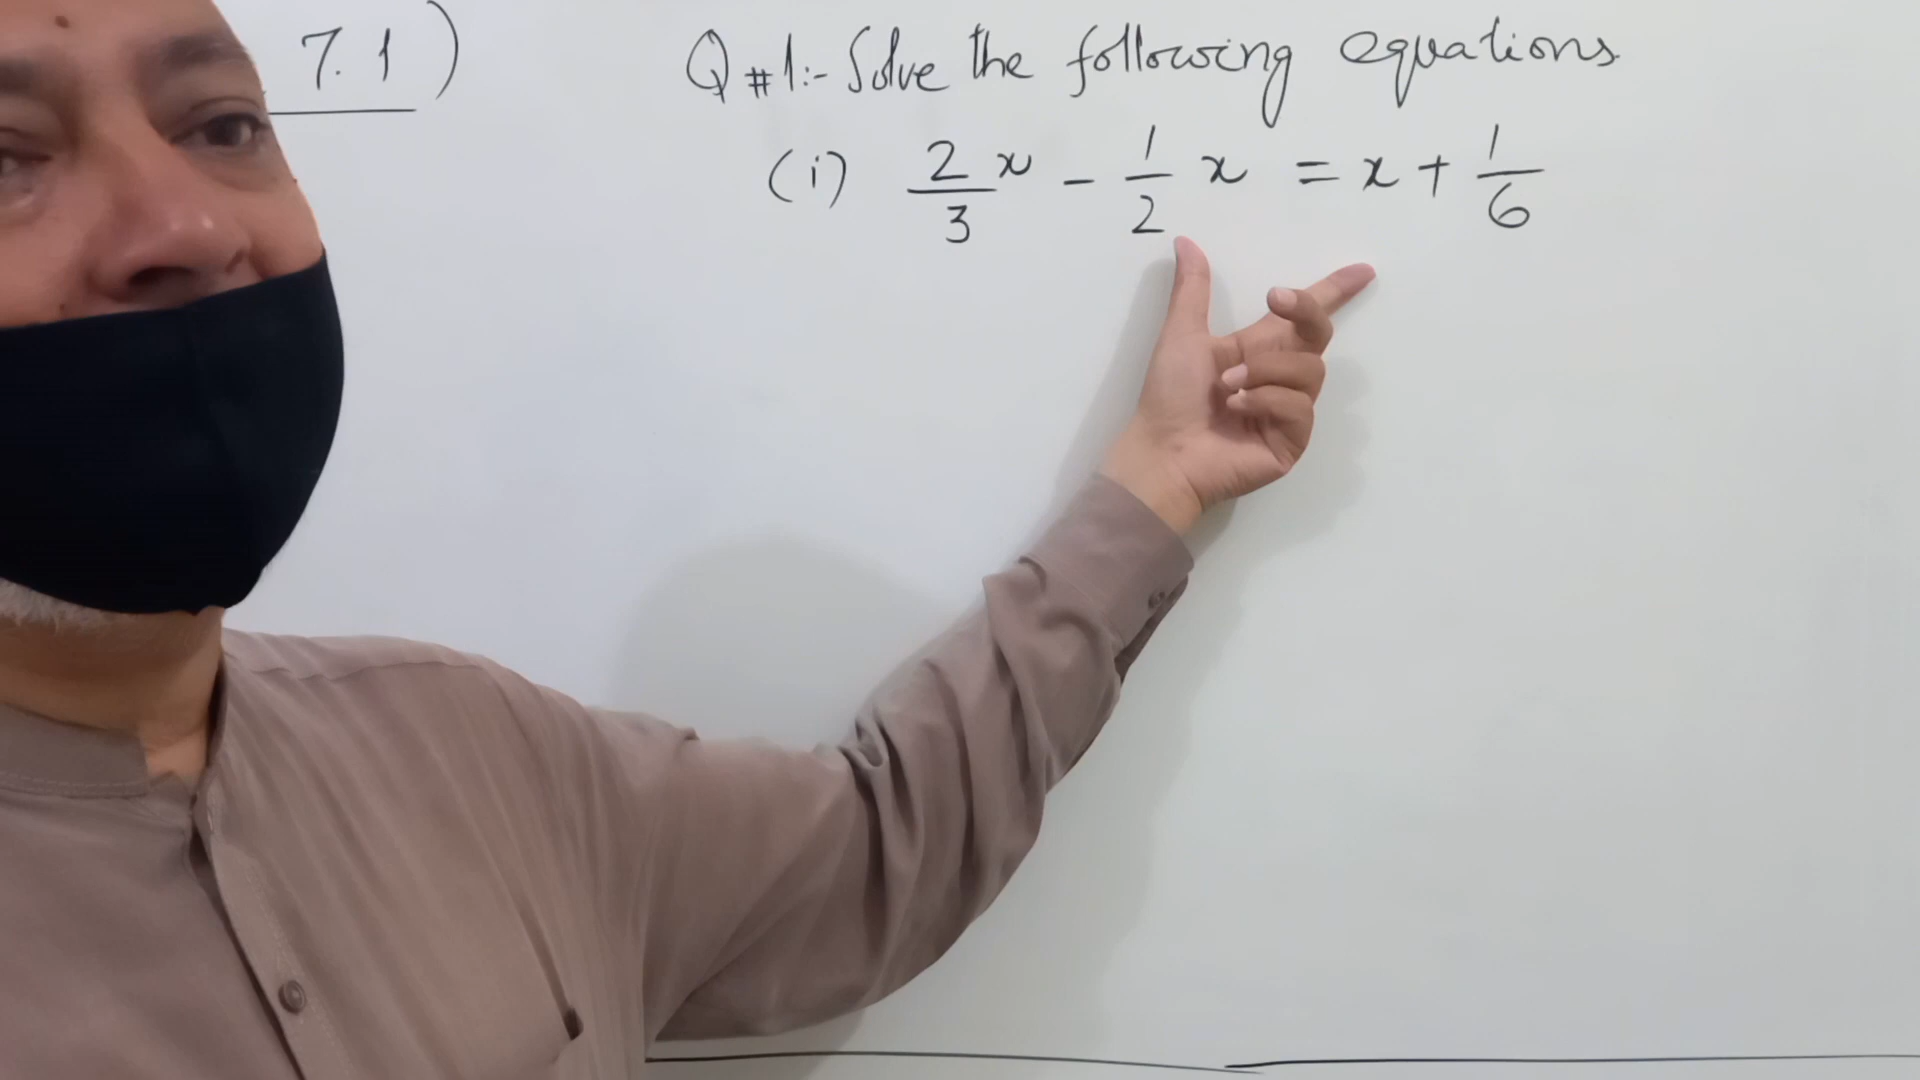 7.1)
Q#1:- Solve the following equations.
(i) 2/3 x - 1/2 x = x + 1/6